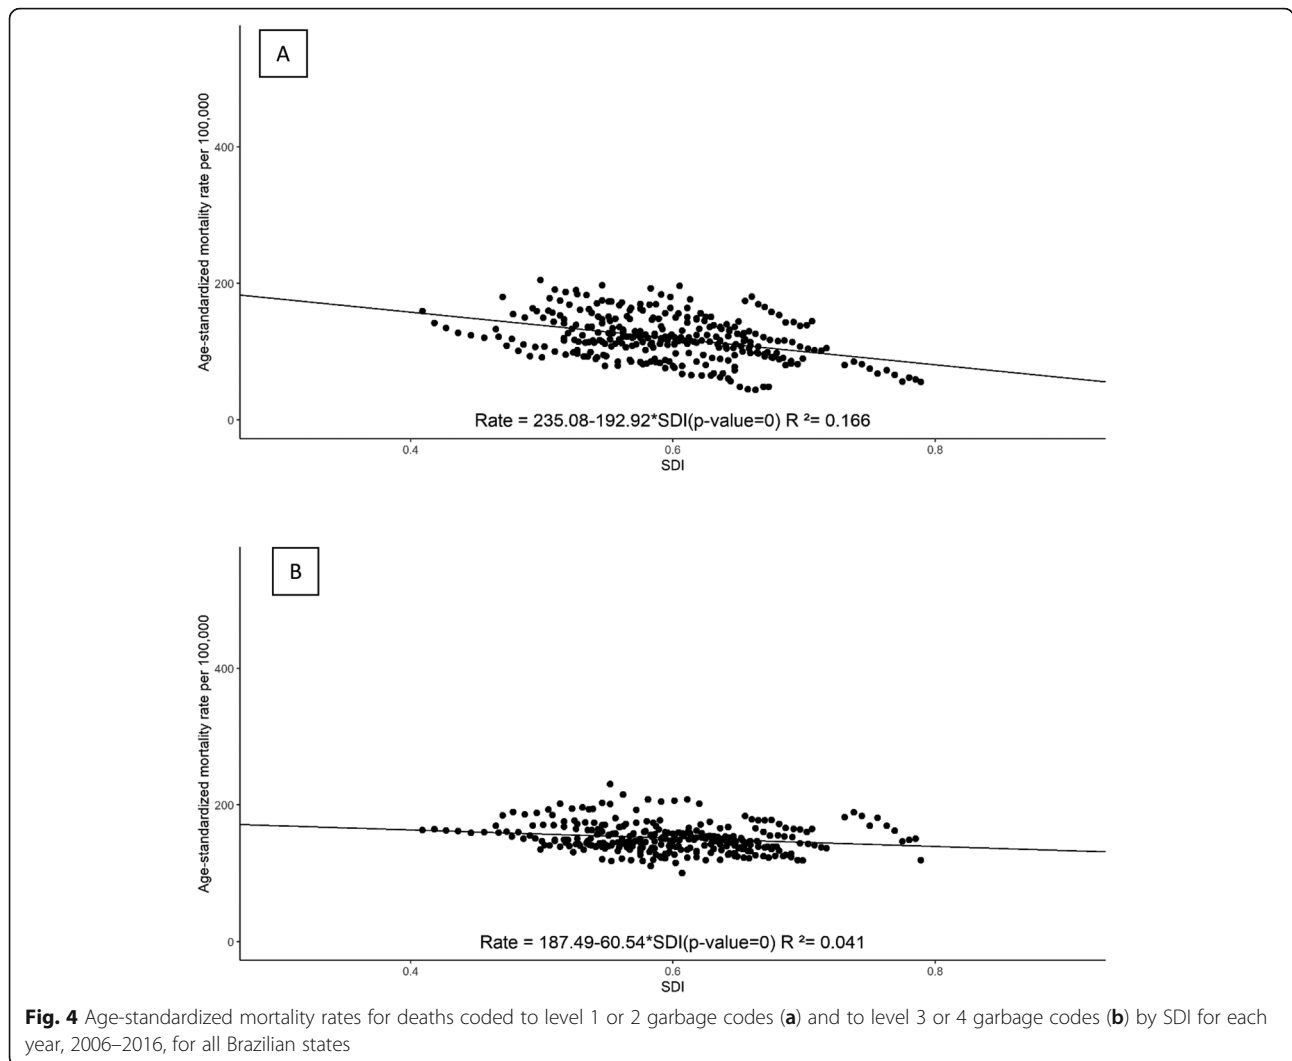 A
Age-standardized mortality rate per 100,000
400
200
0
Rate = 235.08-192.92*SDI(p-value=0) R ²= 0.166
0.4 0.6 0.8
SDI
B
Age-standardized mortality rate per 100,000
400
200
0
Rate = 187.49-60.54*SDI(p-value=0) R ²= 0.041
0.4 0.6 0.8
SDI
Fig. 4 Age-standardized mortality rates for deaths coded to level 1 or 2 garbage codes (a) and to level 3 or 4 garbage codes (b) by SDI for each
year, 2006–2016, for all Brazilian states